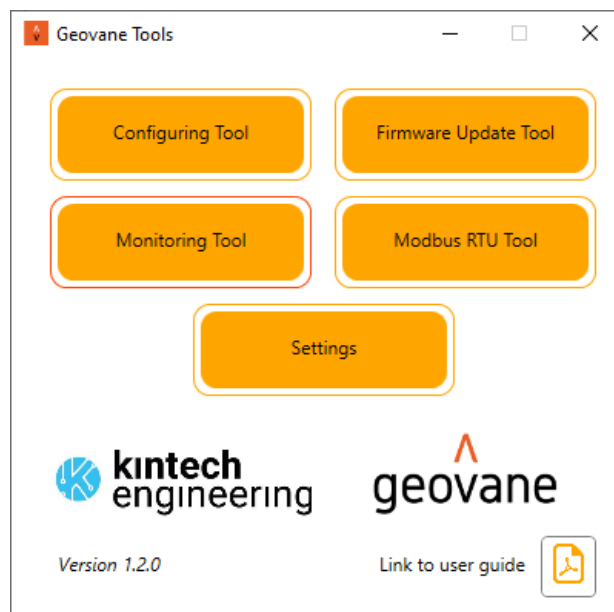 Geovane Tools
Configuring Tool
Firmware Update Tool
Monitoring Tool
Modbus RTU Tool
Settings
kintech
engineering
geovane
Version 1.2.0
Link to user guide